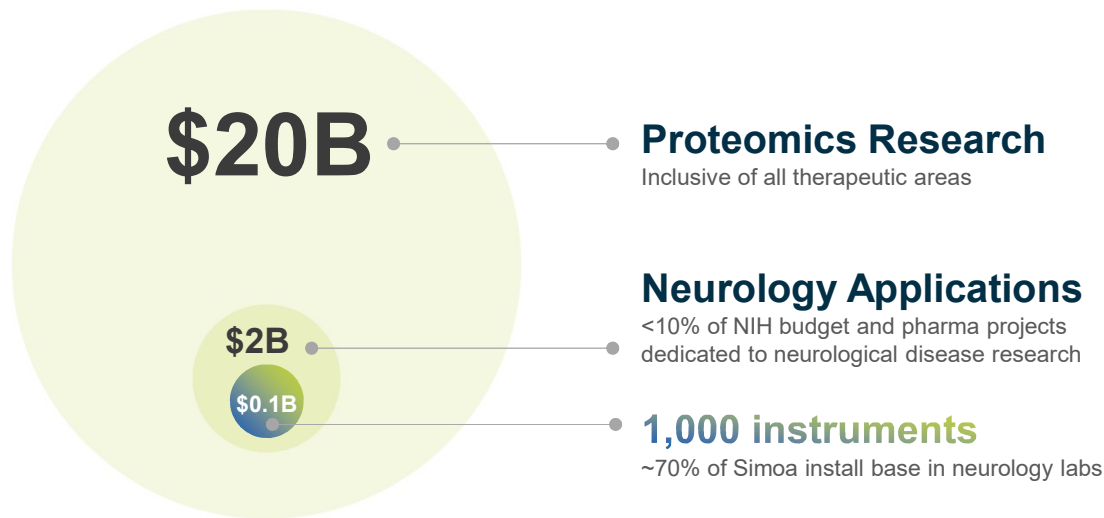 $20B
Proteomics Research
Inclusive of all therapeutic areas
Neurology Applications
<10% of NIH budget and pharma projects
dedicated to neurological disease research
$2B
$0.1B
1,000 instruments
~70% of Simoa install base in neurology labs